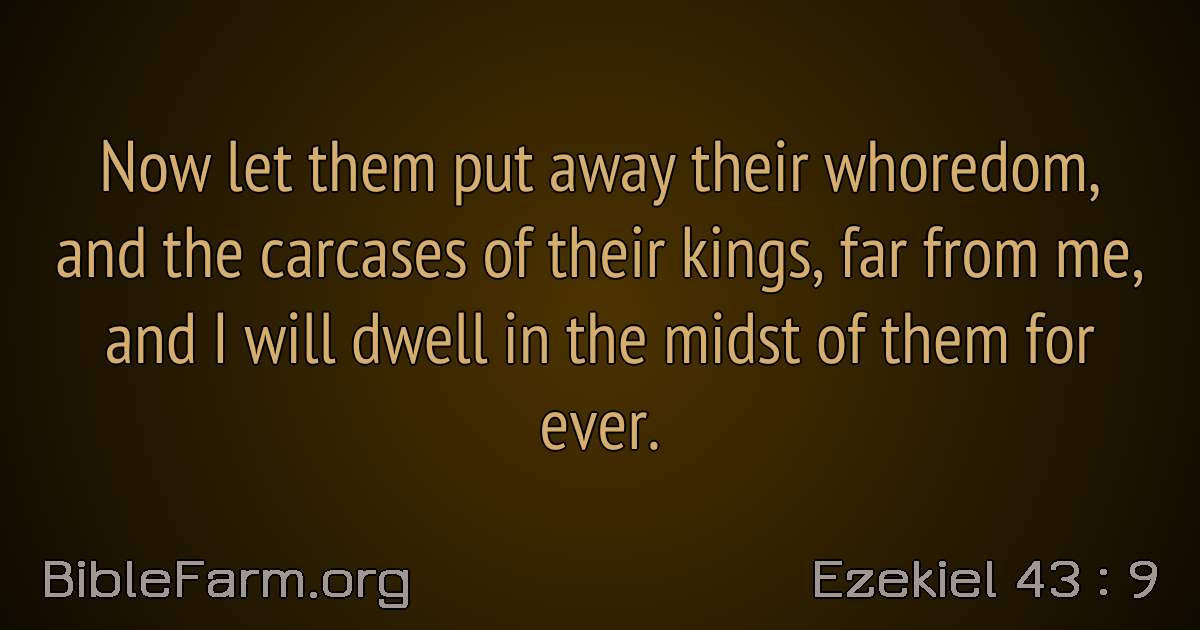 Now let them put away their whoredom,
and the carcases of their kings, far from me,
and I will dwell in the midst of them for
ever.
BibleFarm.org
Ezekiel 43 : 9